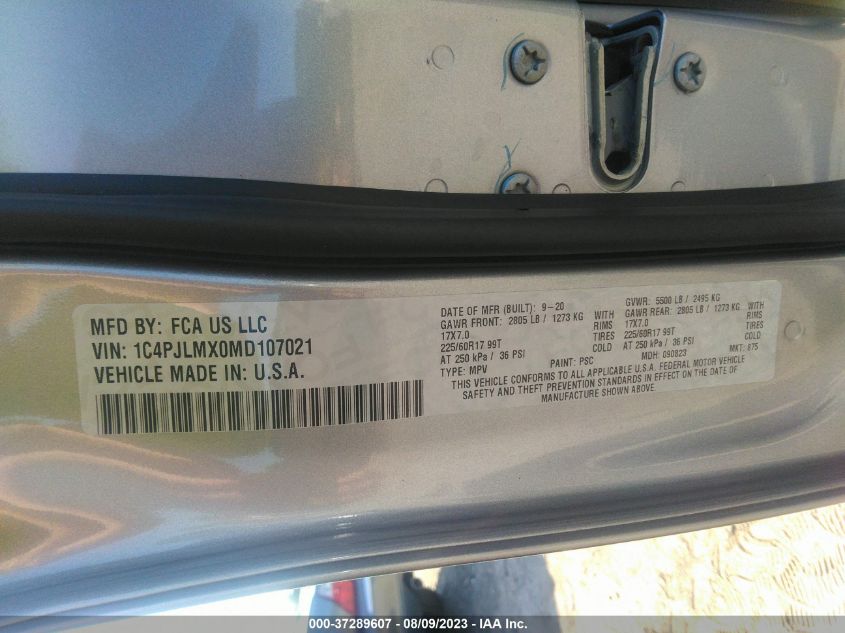 MFD BY: FCA US LLC
VIN: 1C4PJLMX0MD107021
VEHICLE MADE IN: U.S.A.
DATE OF MFR (BUILT): 9-20
GVWR: 5500 LB / 2495 KG
GAWR FRONT: 2805 LB / 1273 KG WITH
17X7.0 RIMS
225/60R17 99T TIRES
AT 250 kPa / 36 PSI COLD
GAWR REAR: 2805 LB / 1273 KG WITH
17X7.0 RIMS
225/60R17 99T TIRES
AT 250 kPa / 36 PSI COLD
TYPE: MPV PAINT: PSC MDH: 090823 MKT: 875
THIS VEHICLE CONFORMS TO ALL APPLICABLE U.S.A. FEDERAL MOTOR VEHICLE
SAFETY AND THEFT PREVENTION STANDARDS IN EFFECT ON THE DATE OF
MANUFACTURE SHOWN ABOVE.
000-37289607 - 08/09/2023 - IAA Inc.